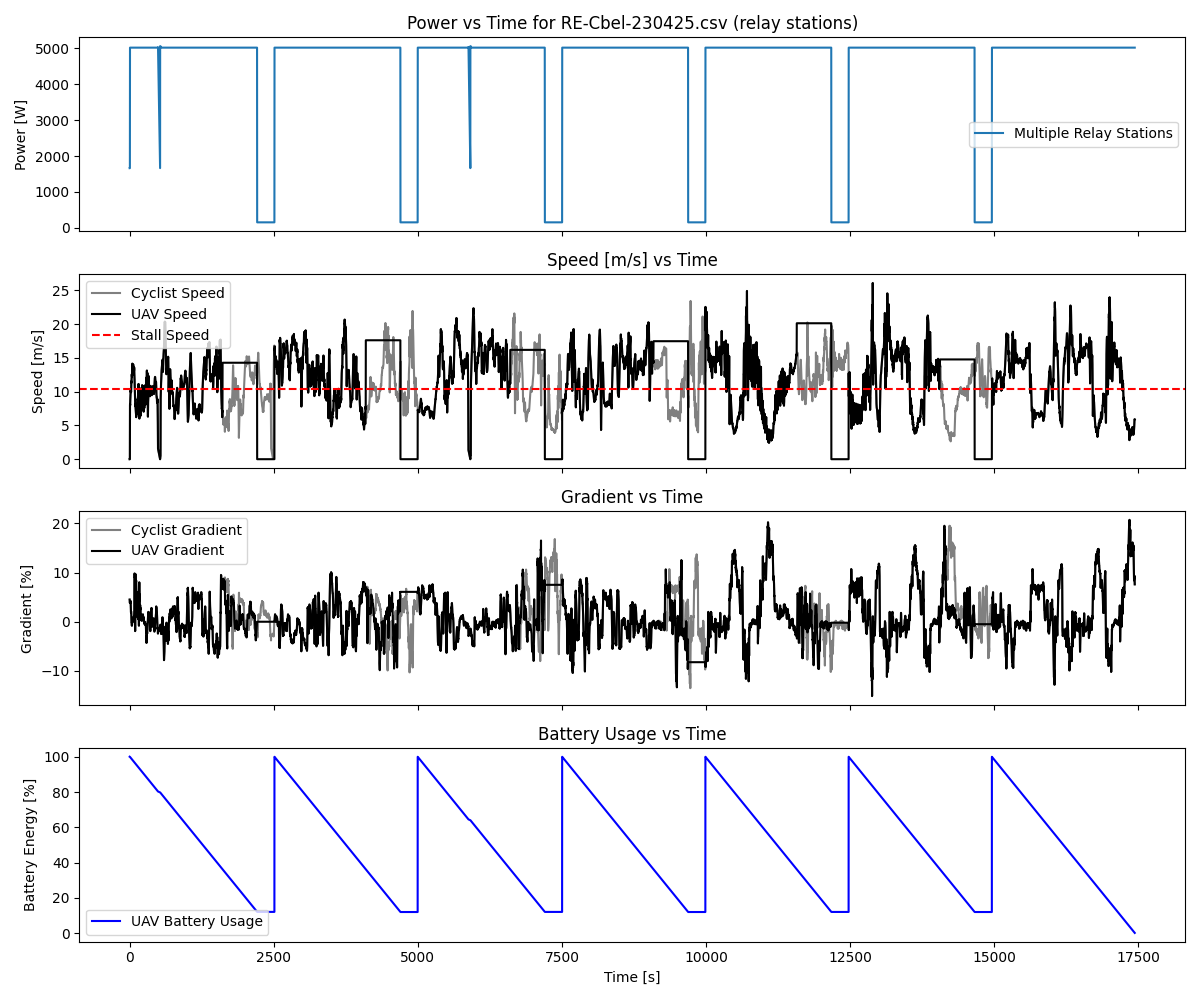 Power vs Time for RE-Cbel-230425.csv (relay stations)
Power [W]
5000
4000
3000
2000
1000
0
Multiple Relay Stations
Speed [m/s] vs Time
Speed [m/s]
25
20
15
10
5
0
Cyclist Speed
UAV Speed
Stall Speed
Gradient vs Time
Gradient [%]
20
10
0
−10
Cyclist Gradient
UAV Gradient
Battery Usage vs Time
Battery Energy [%]
100
80
60
40
20
0
UAV Battery Usage
0 2500 5000 7500 10000 12500 15000 17500
Time [s]